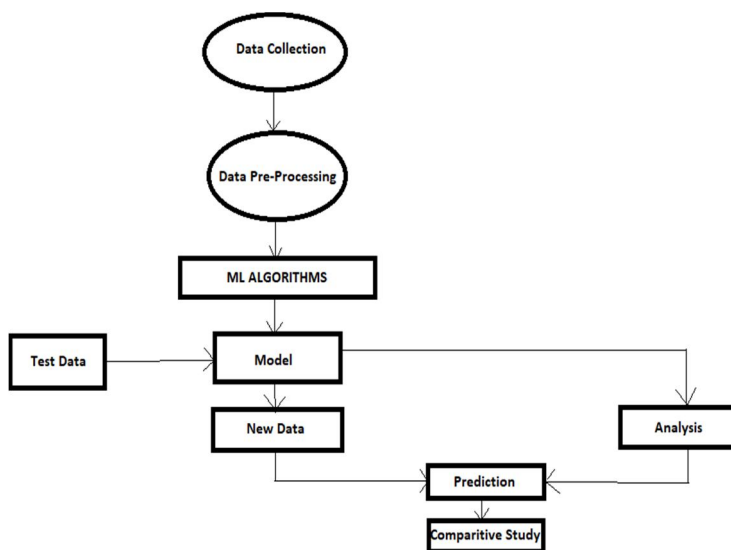 Data Collection
Data Pre-Processing
ML ALGORITHMS
Test Data
Model
New Data
Analysis
Prediction
Comparitive Study